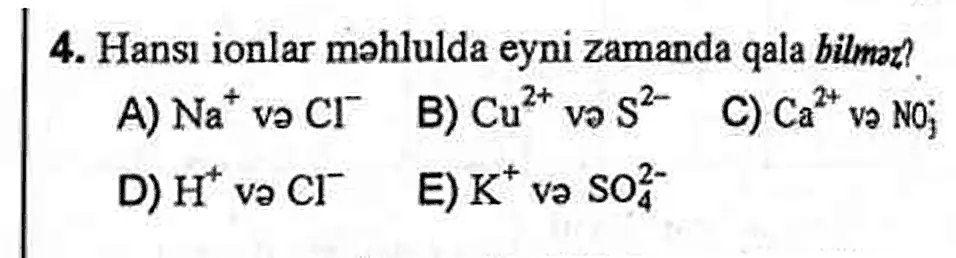 4. Hansı ionlar məhlulda eyni zamanda qala bilməz?
A) Na⁺ və Cl⁻ B) Cu²⁺ və S²⁻ C) Ca²⁺ və NO₃⁻
D) H⁺ və Cl⁻ E) K⁺ və SO₄²⁻